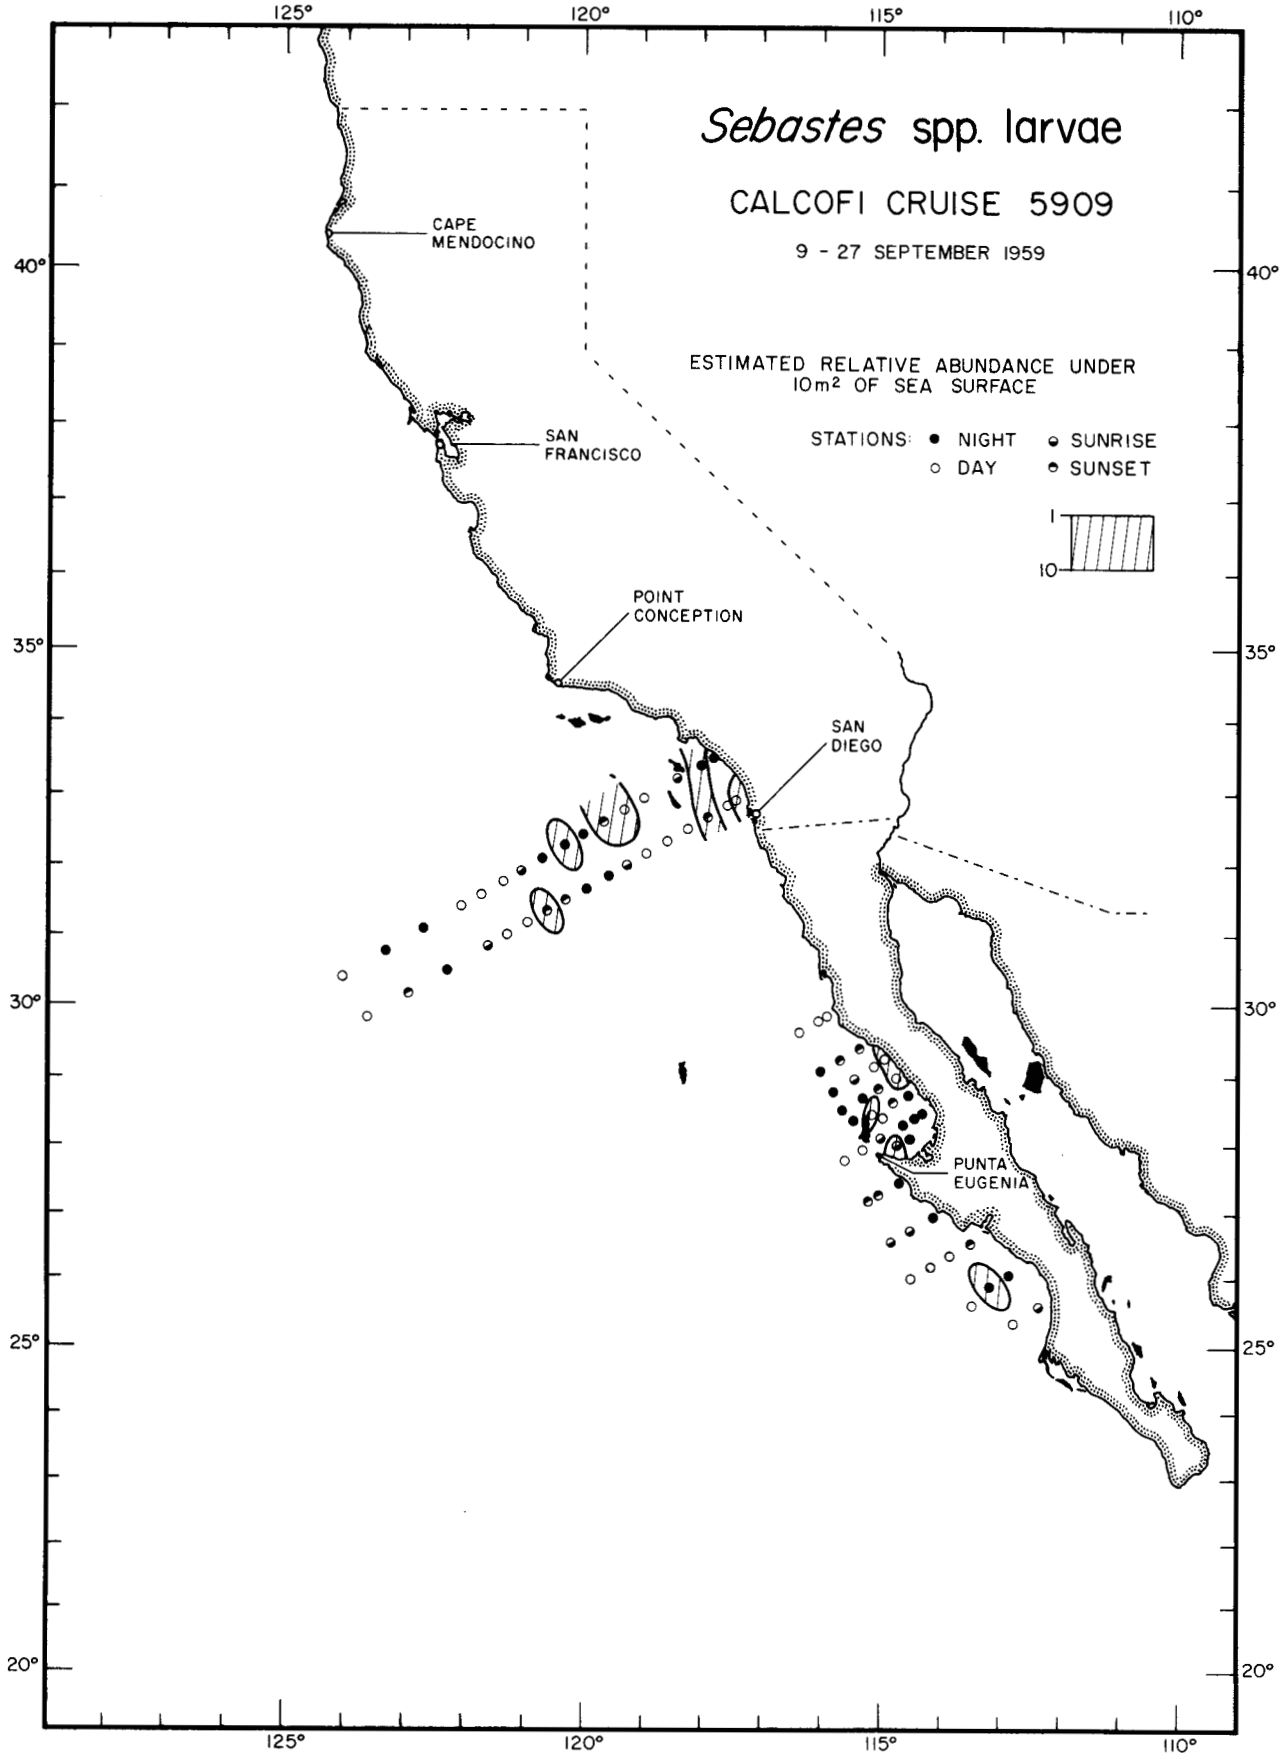 125° 120° 115° 110°
Sebastes spp. larvae
CALCOFI CRUISE 5909
9 - 27 SEPTEMBER 1959
CAPE
MENDOCINO
40° 40°
ESTIMATED RELATIVE ABUNDANCE UNDER
10m² OF SEA SURFACE
STATIONS: NIGHT SUNRISE
DAY SUNSET
SAN
FRANCISCO
1
10
POINT
CONCEPTION
35° 35°
SAN
DIEGO
30° 30°
PUNTA
EUGENIA
25° 25°
20° 20°
125° 120° 115° 110°